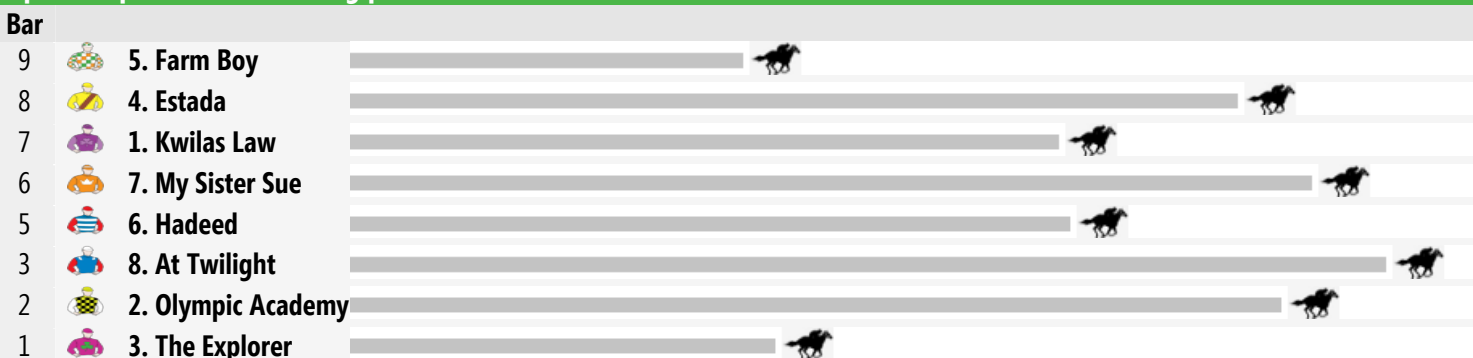 Bar
9 5. Farm Boy
8 4. Estada
7 1. Kwilas Law
6 7. My Sister Sue
5 6. Hadeed
3 8. At Twilight
2 2. Olympic Academy
1 3. The Explorer